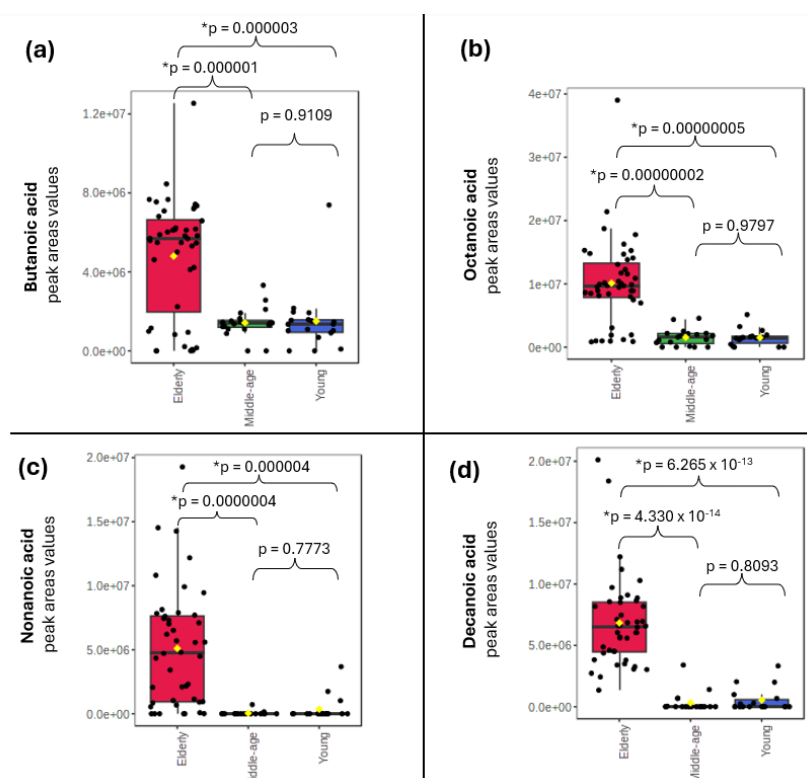 (a)
*p = 0.000003
*p = 0.000001
p = 0.9109
Butanoic acid
peak areas values
1.2e+07
8.0e+06
4.0e+06
0.0e+00
Elderly
Middle-age
Young
(b)
*p = 0.00000005
*p = 0.00000002
p = 0.9797
Octanoic acid
peak areas values
4e+07
3e+07
2e+07
1e+07
0e+00
Elderly
Middle-age
Young
(c)
*p = 0.000004
*p = 0.0000004
p = 0.7773
Nonanoic acid
peak areas values
2.0e+07
1.5e+07
1.0e+07
5.0e+06
0.0e+00
Elderly
iddle-age
Young
(d)
*p = 6.265 x 10⁻¹³
*p = 4.330 x 10⁻¹⁴
p = 0.8093
Decanoic acid
peak areas values
2.0e+07
1.5e+07
1.0e+07
5.0e+06
0.0e+00
Elderly
iddle-age
Young